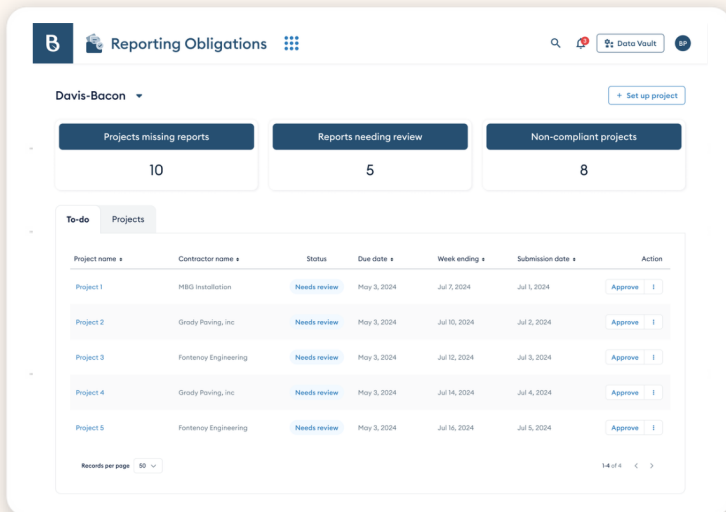 B Reporting Obligations 2 Data Vault BP
Davis-Bacon + Set up project
Projects missing reports Reports needing review Non-compliant projects
10 5 8
To-do Projects
Project name Contractor name Status Due date Week ending Submission date Action
Project 1 MBG Installation Needs review May 3, 2024 Jul 7, 2024 Jul 1, 2024 Approve
Project 2 Grady Paving, inc Needs review May 3, 2024 Jul 10, 2024 Jul 2, 2024 Approve
Project 3 Fontenoy Engineering Needs review May 3, 2024 Jul 12, 2024 Jul 3, 2024 Approve
Project 4 Grady Paving, inc Needs review May 3, 2024 Jul 14, 2024 Jul 4, 2024 Approve
Project 5 Fontenoy Engineering Needs review May 3, 2024 Jul 16, 2024 Jul 5, 2024 Approve
Records per page 50 1-4 of 4